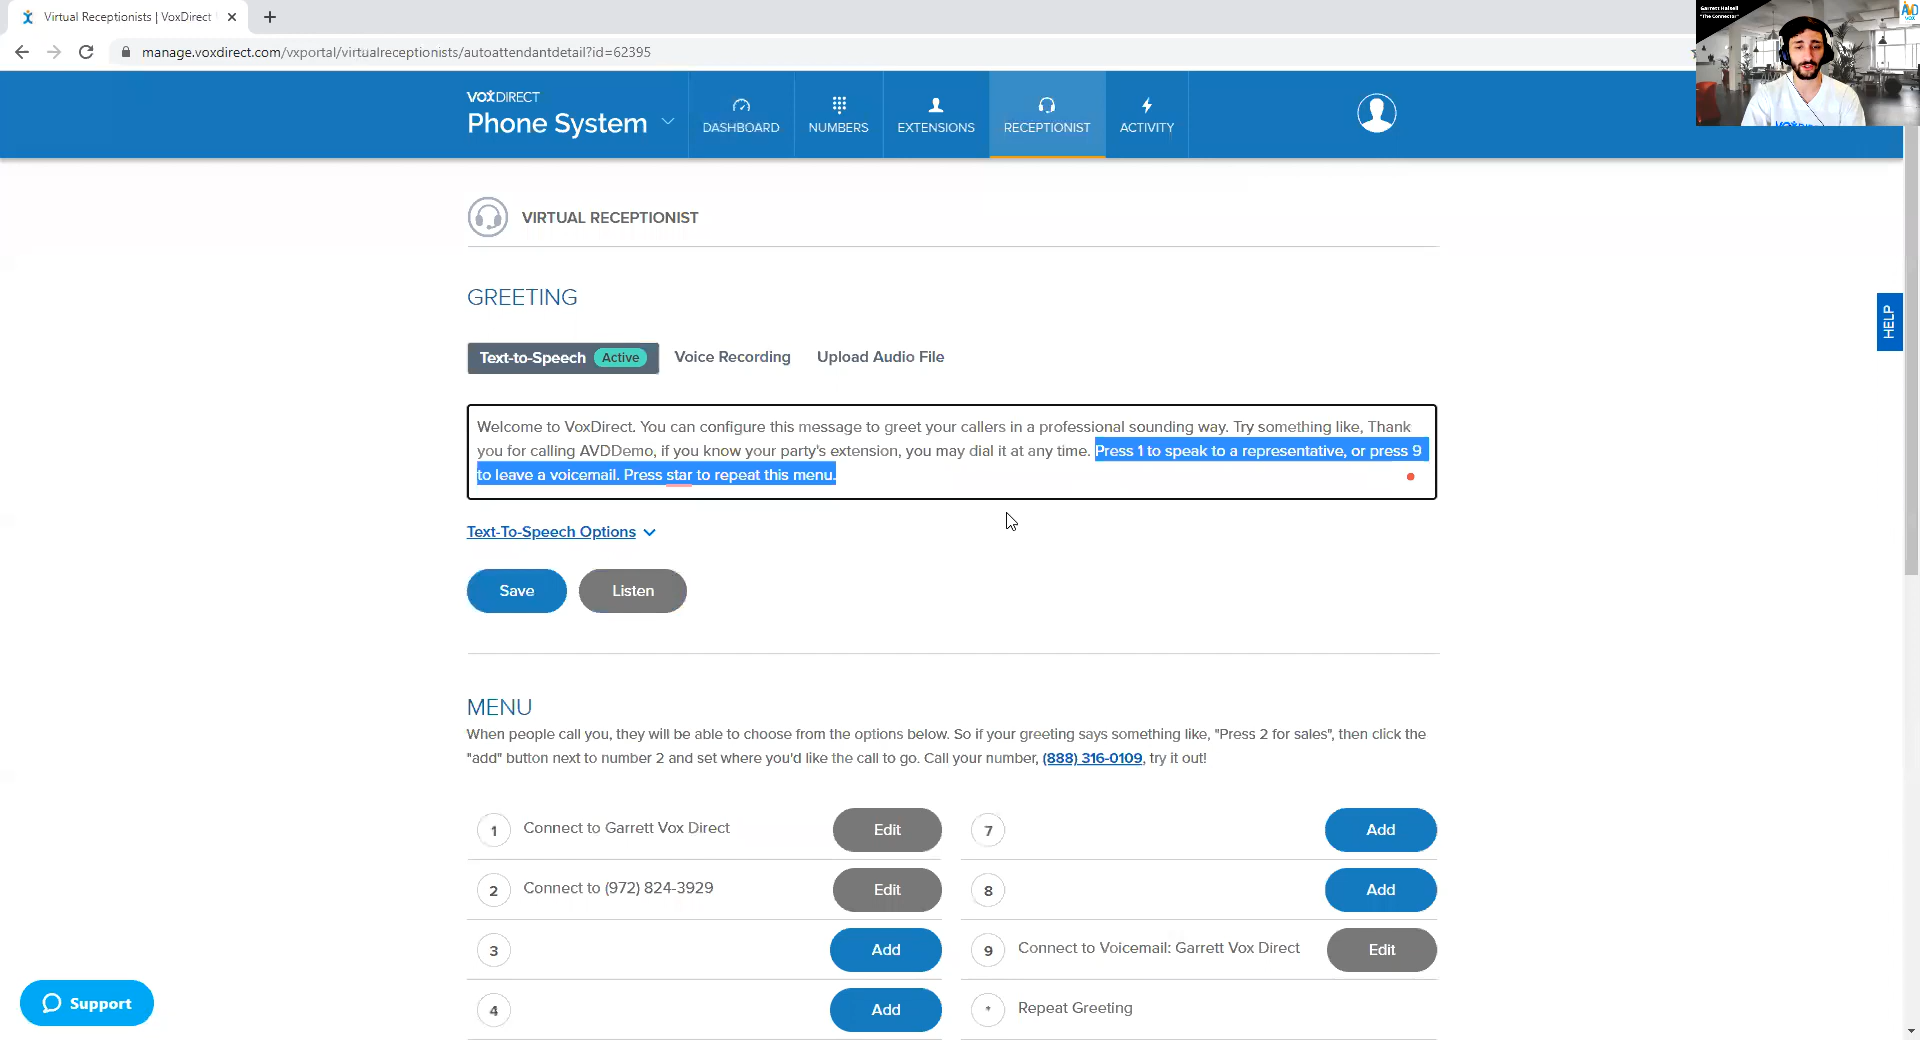 Virtual Receptionists | VoxDirect
manage.voxdirect.com/vxportal/virtualreceptionists/autoattendantdetail?id=62395
Garrett Halsell
"The Connector"
AVD
VOX
VOXDIRECT
Phone System
DASHBOARD
NUMBERS
EXTENSIONS
RECEPTIONIST
ACTIVITY
VOXDIRECT
VIRTUAL RECEPTIONIST
GREETING
HELP
Text-to-Speech Active Voice Recording Upload Audio File
Welcome to VoxDirect. You can configure this message to greet your callers in a professional sounding way. Try something like, Thank
you for calling AVDDemo, if you know your party's extension, you may dial it at any time. Press 1 to speak to a representative, or press 9
to leave a voicemail. Press star to repeat this menu.
Text-To-Speech Options
Save Listen
MENU
When people call you, they will be able to choose from the options below. So if your greeting says something like, "Press 2 for sales", then click the
"add" button next to number 2 and set where you'd like the call to go. Call your number, (888) 316-0109, try it out!
1 Connect to Garrett Vox Direct Edit
2 Connect to (972) 824-3929 Edit
3 Add
4 Add
7 Add
8 Add
9 Connect to Voicemail: Garrett Vox Direct Edit
* Repeat Greeting
Support